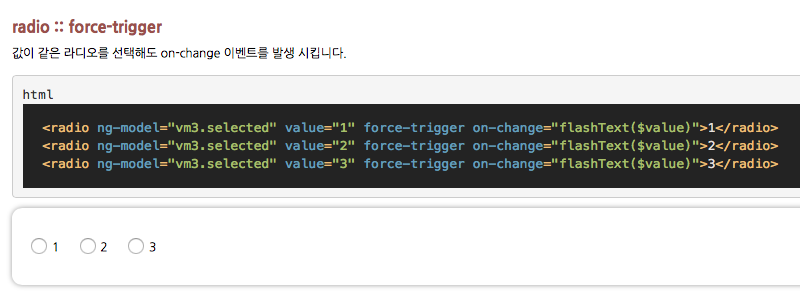 radio :: force-trigger
값이 같은 라디오를 선택해도 on-change 이벤트를 발생 시킵니다.
html
<radio ng-model="vm3.selected" value="1" force-trigger on-change="flashText($value)">1</radio>
<radio ng-model="vm3.selected" value="2" force-trigger on-change="flashText($value)">2</radio>
<radio ng-model="vm3.selected" value="3" force-trigger on-change="flashText($value)">3</radio>
1 2 3